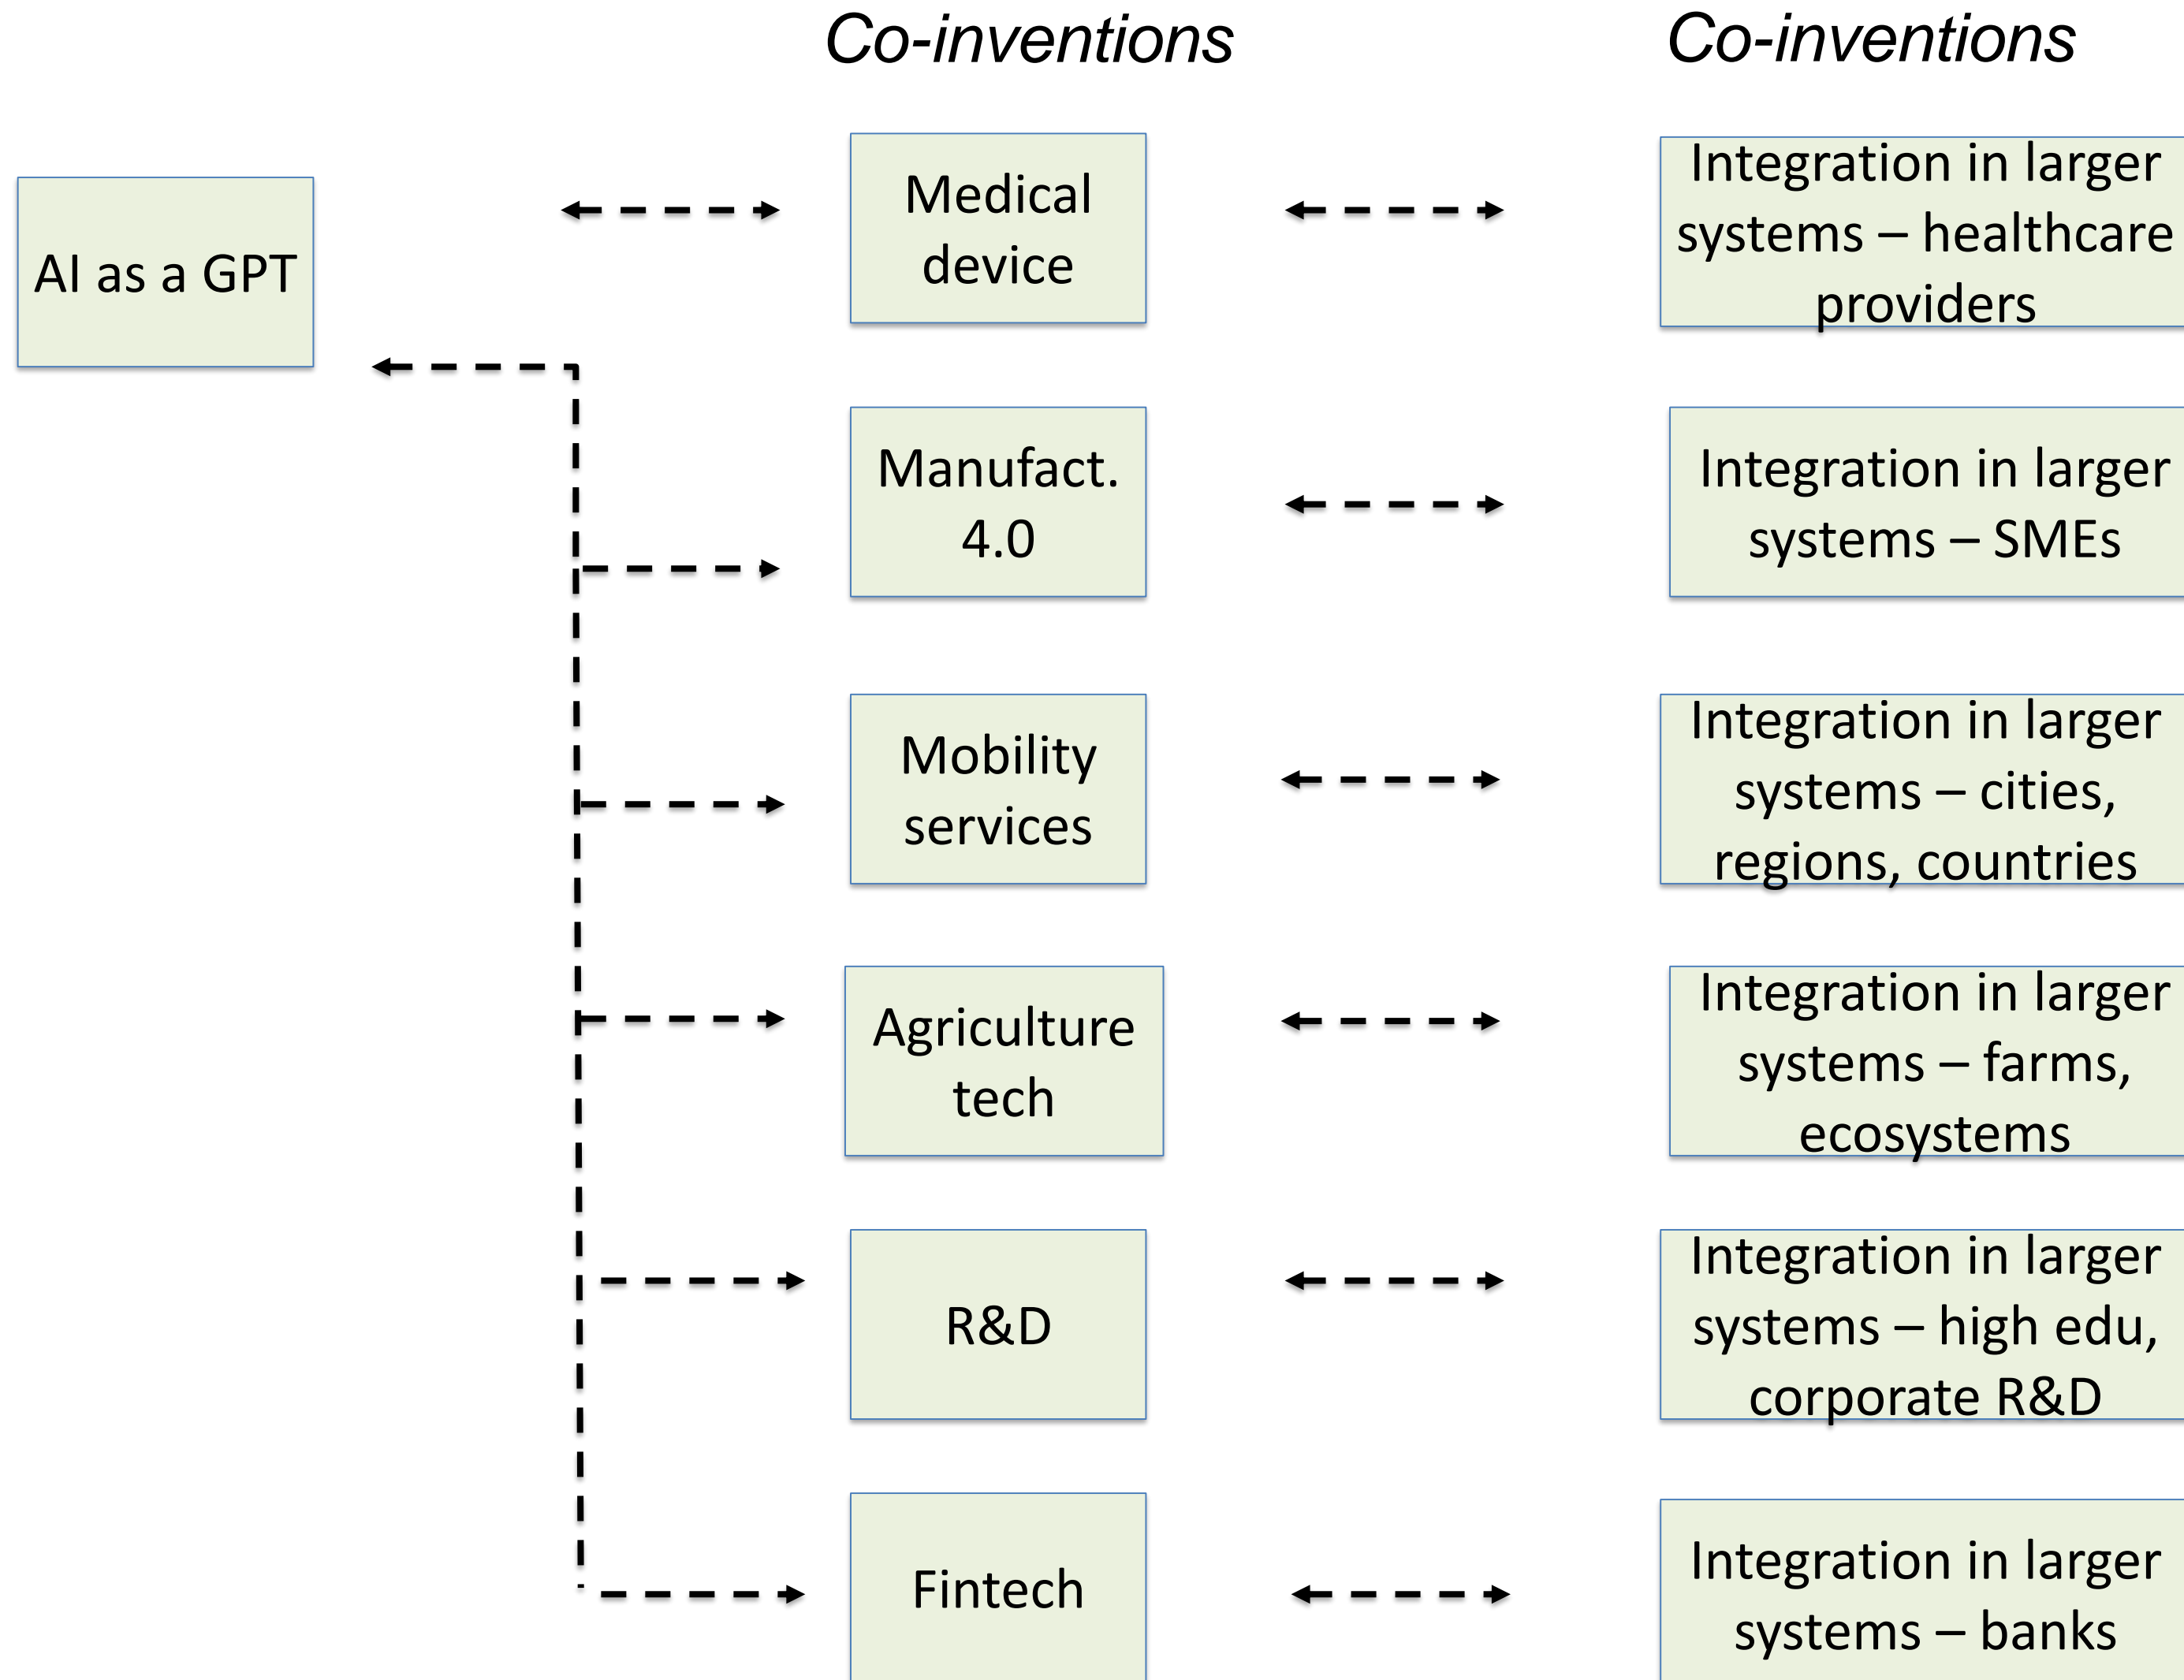 Co-inventions
Co-inventions
AI as a GPT
Medical
device
Integration in larger
systems – healthcare
providers
Manufact.
4.0
Integration in larger
systems – SMEs
Mobility
services
Integration in larger
systems – cities,
regions, countries
Agriculture
tech
Integration in larger
systems – farms,
ecosystems
R&D
Integration in larger
systems – high edu,
corporate R&D
Fintech
Integration in larger
systems – banks